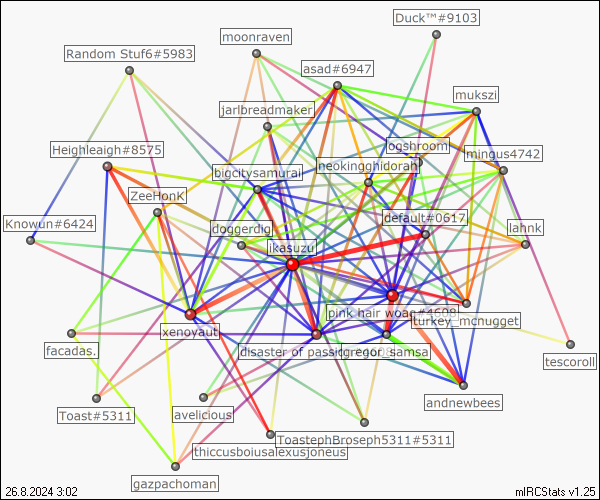 Duck™#9103
moonraven
Random Stuf6#5983
asad#6947
mukszi
jarlbreadmaker
ogshroom
Heighleaigh#8575
mingus4742
neokingghidorah
bigcitysamurai
ZeeHonK
default#0617
Knowun#6424
doggerdig
lahnk
ikasuzu
pink hair woag#4608
turkey_mcnugget
xenoyaut
disaster of passi
gregor_samsa
facadas.
tescoroll
andnewbees
Toast#5311
avelicious
ToastephBroseph5311#5311
thiccusboiusalexusjoneus
gazpachoman
26.8.2024 3:02
mIRCStats v1.25